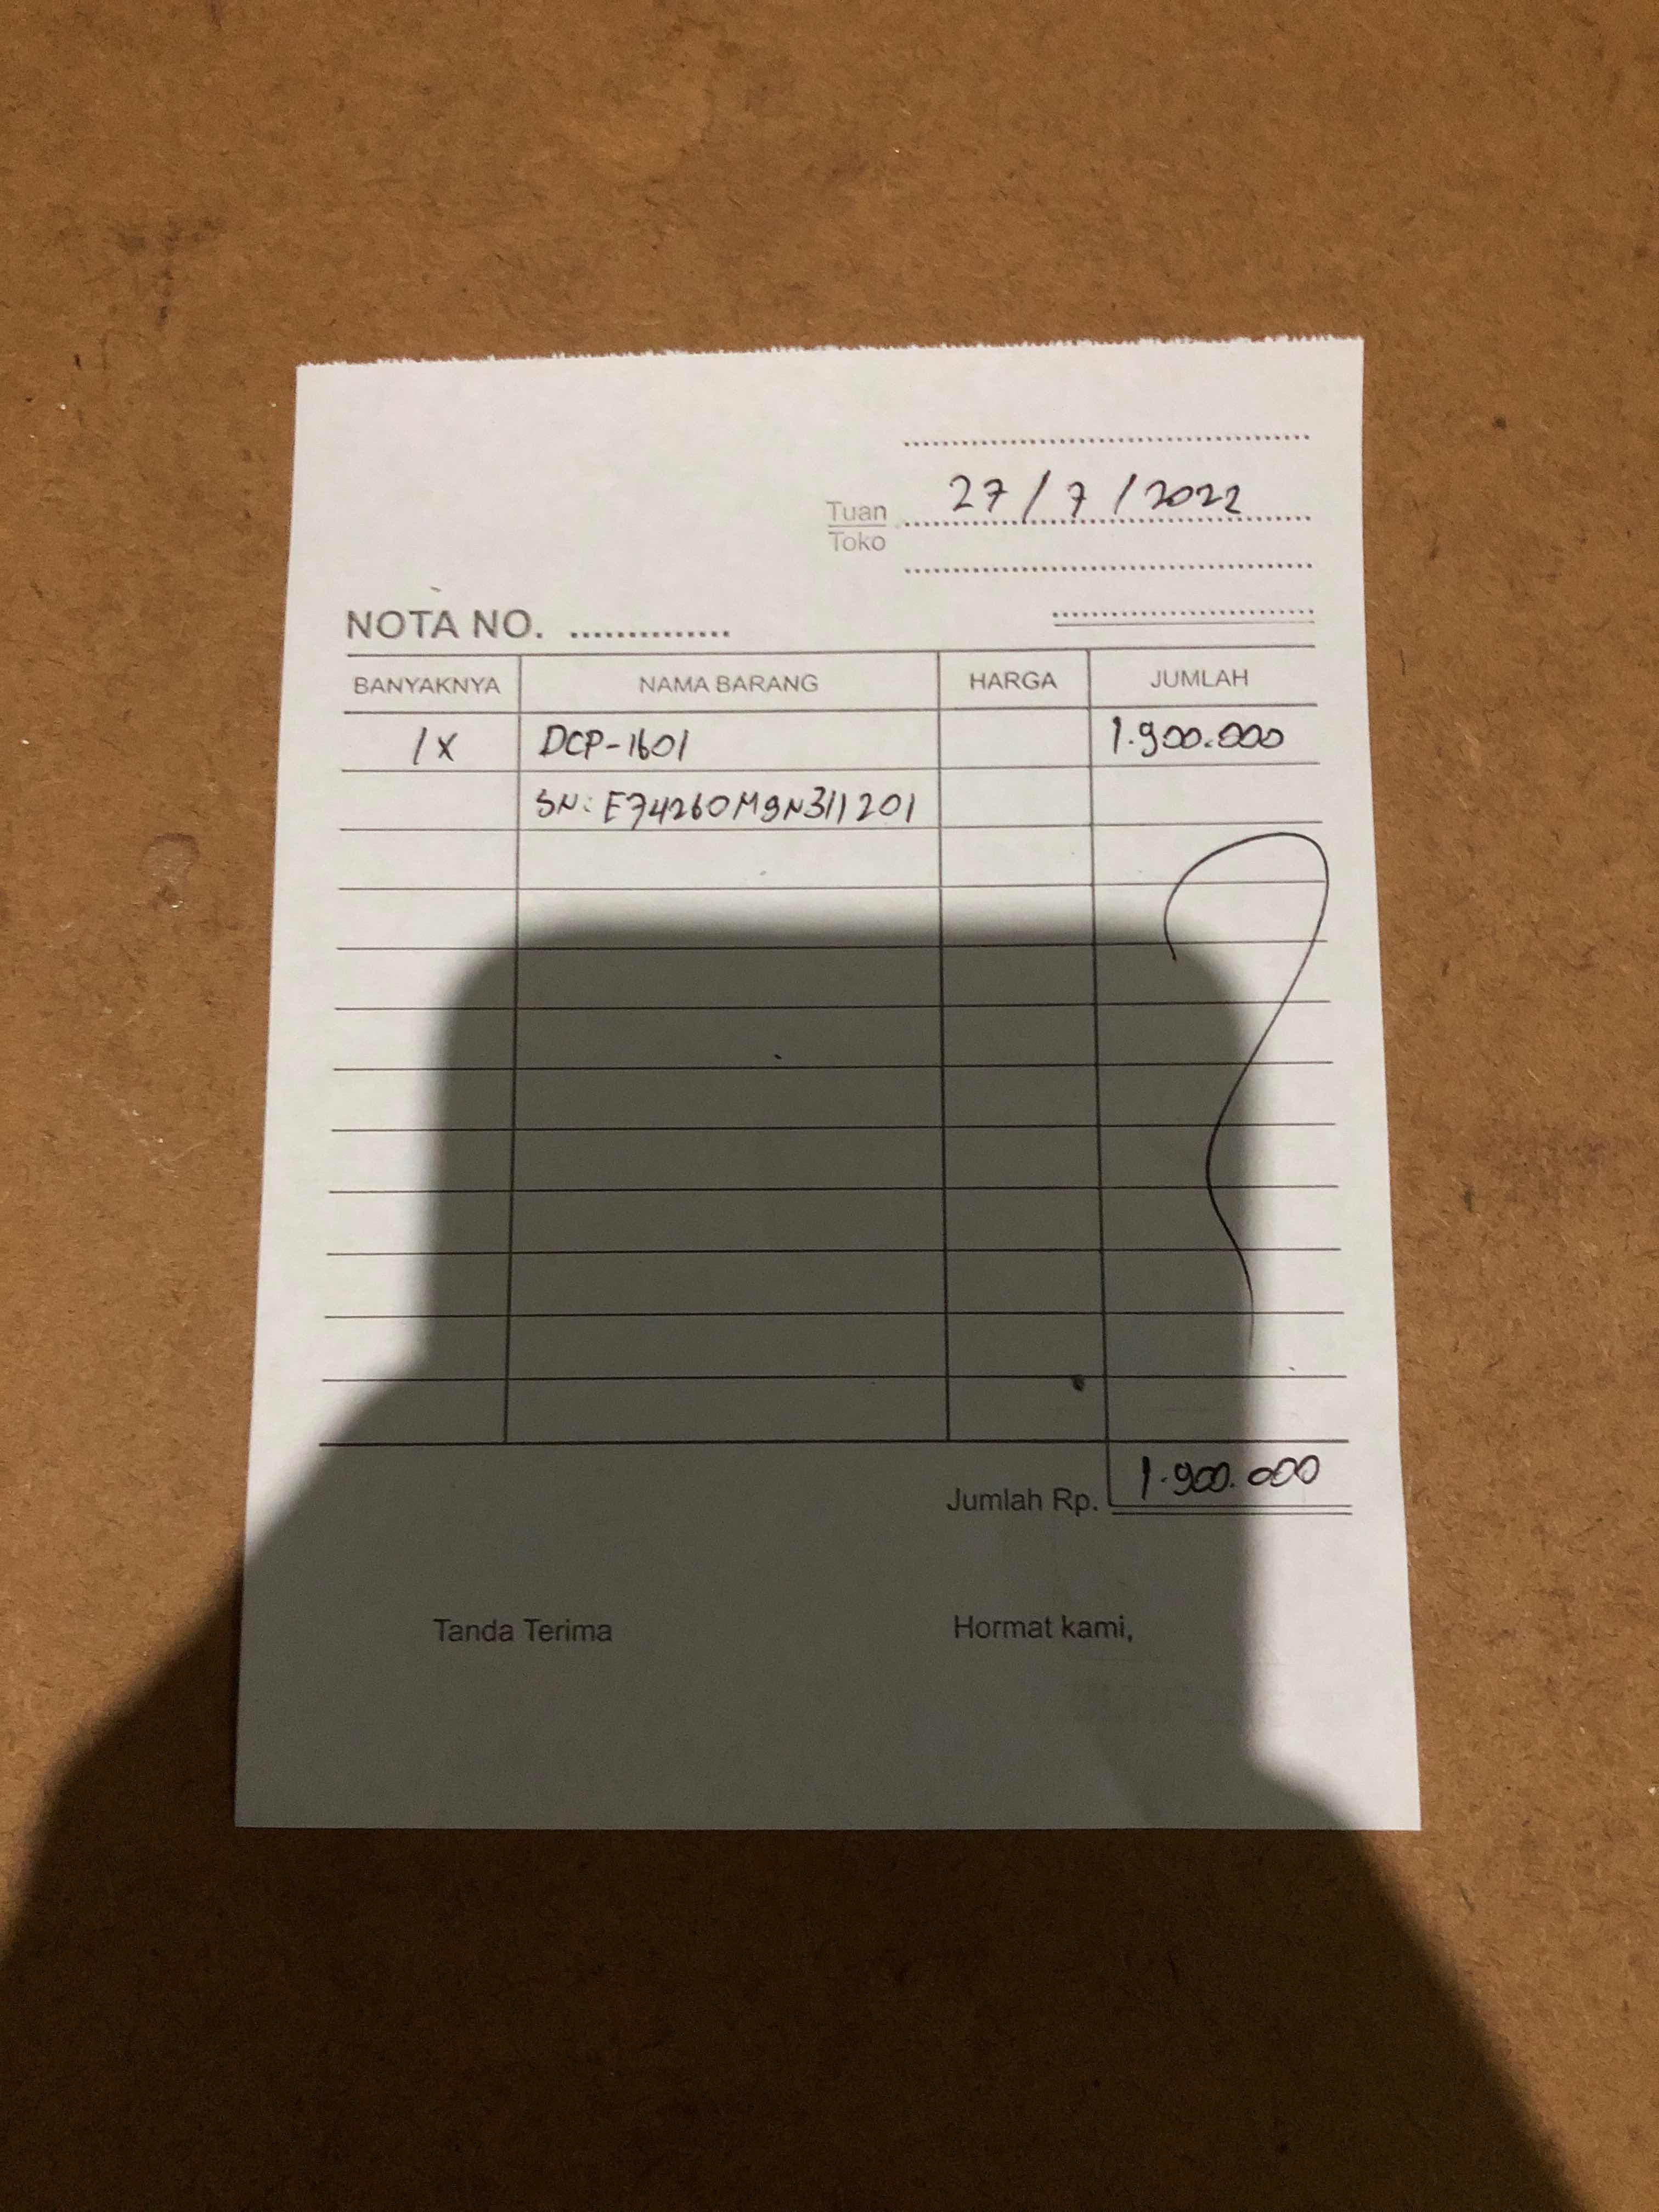 27/7/2022
Tuan
Toko
NOTA NO. ..............
BANYAKNYA NAMA BARANG HARGA JUMLAH
1X DCP-1601 1.900.000
SN: E74260M9N311201
Jumlah Rp. 1.900.000
Tanda Terima Hormat kami,